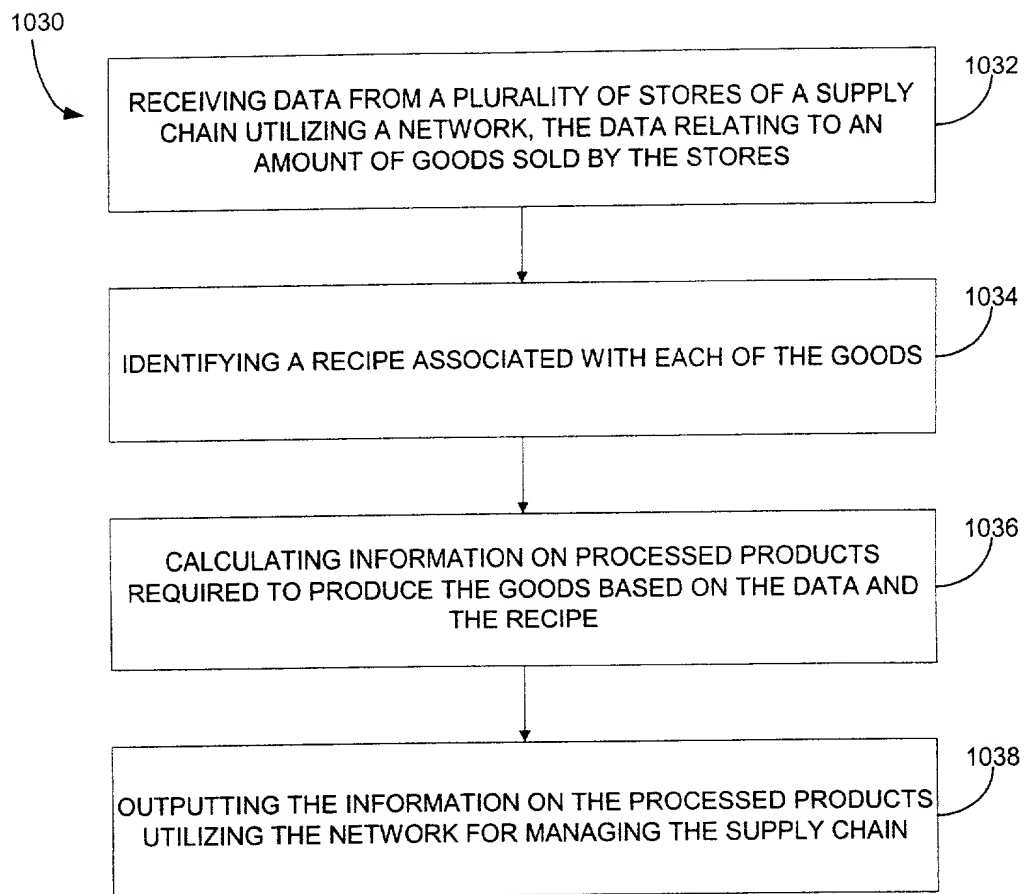 1030
1032
RECEIVING DATA FROM A PLURALITY OF STORES OF A SUPPLY
CHAIN UTILIZING A NETWORK, THE DATA RELATING TO AN
AMOUNT OF GOODS SOLD BY THE STORES
1034
IDENTIFYING A RECIPE ASSOCIATED WITH EACH OF THE GOODS
1036
CALCULATING INFORMATION ON PROCESSED PRODUCTS
REQUIRED TO PRODUCE THE GOODS BASED ON THE DATA AND
THE RECIPE
1038
OUTPUTTING THE INFORMATION ON THE PROCESSED PRODUCTS
UTILIZING THE NETWORK FOR MANAGING THE SUPPLY CHAIN